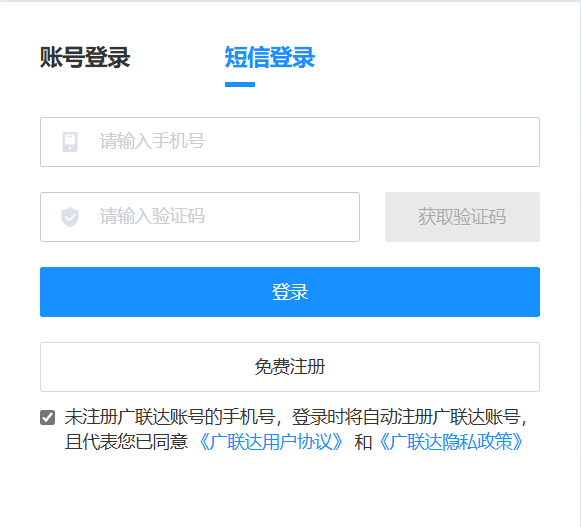 账号登录 短信登录
请输入手机号
请输入验证码 获取验证码
登录
免费注册
未注册广联达账号的手机号，登录时将自动注册广联达账号，
且代表您已同意 《广联达用户协议》 和《广联达隐私政策》